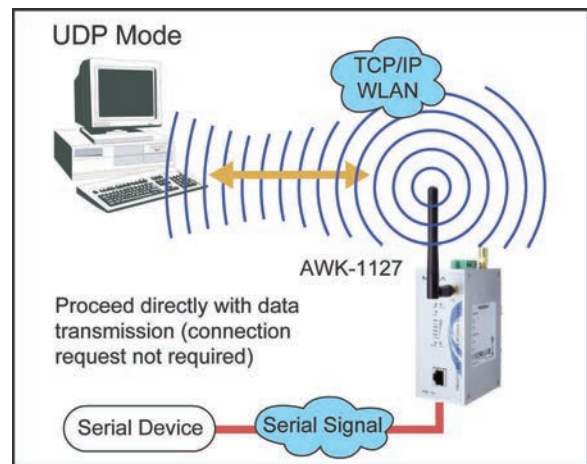 UDP Mode
TCP/IP
WLAN
AWK-1127
Proceed directly with data
transmission (connection
request not required)
Serial Device
Serial Signal